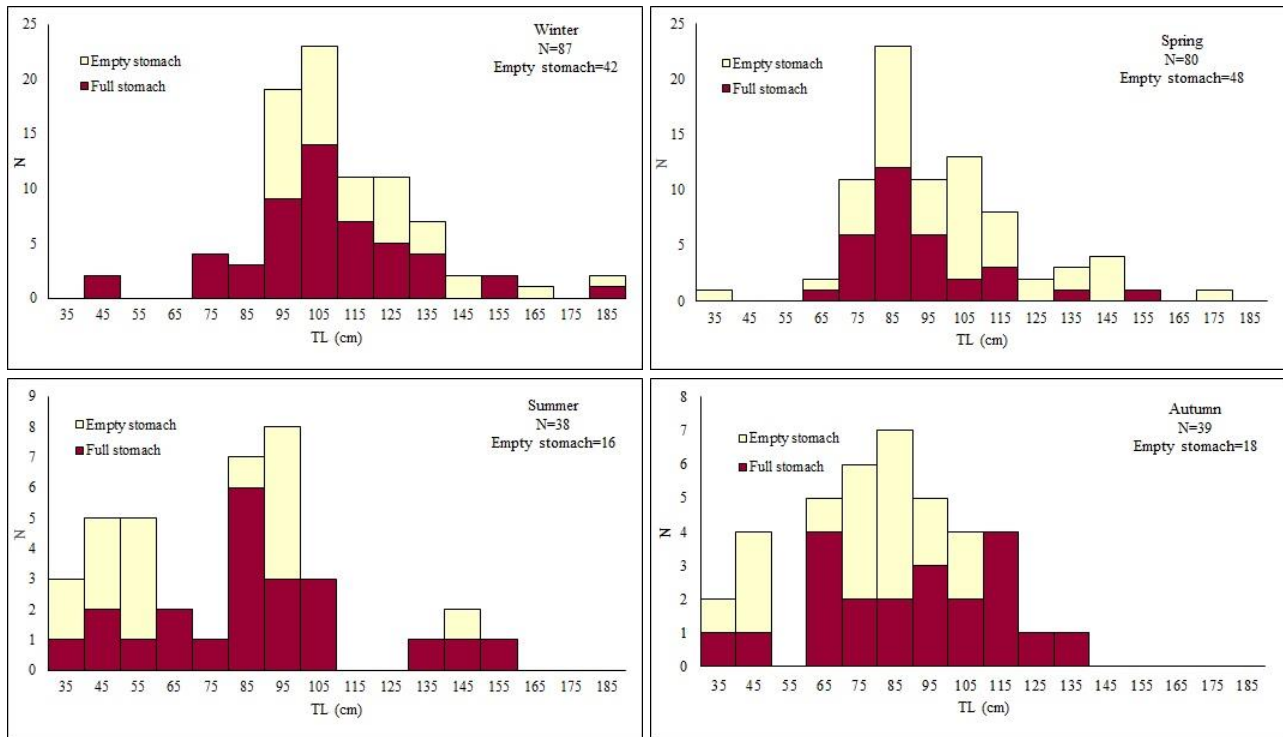 Winter
N=87
Empty stomach=42
Empty stomach
Full stomach
25
20
15
10
5
0
N
35 45 55 65 75 85 95 105 115 125 135 145 155 165 185
TL (cm)
Spring
N=80
Empty stomach=48
Empty stomach
Full stomach
25
20
15
10
5
0
N
35 45 55 65 75 85 95 105 115 125 135 145 155 165 175 185
TL (cm)
Summer
N=38
Empty stomach=16
Empty stomach
Full stomach
9
8
7
6
5
4
3
2
1
0
N
35 45 55 65 75 85 95 105 115 125 135 145 155 165 175 185
TL (cm)
Autumn
N=39
Empty stomach=18
Empty stomach
Full stomach
8
7
6
5
4
3
2
1
0
N
35 45 55 65 75 85 95 105 115 125 135 145 155 165 175 185
TL (cm)